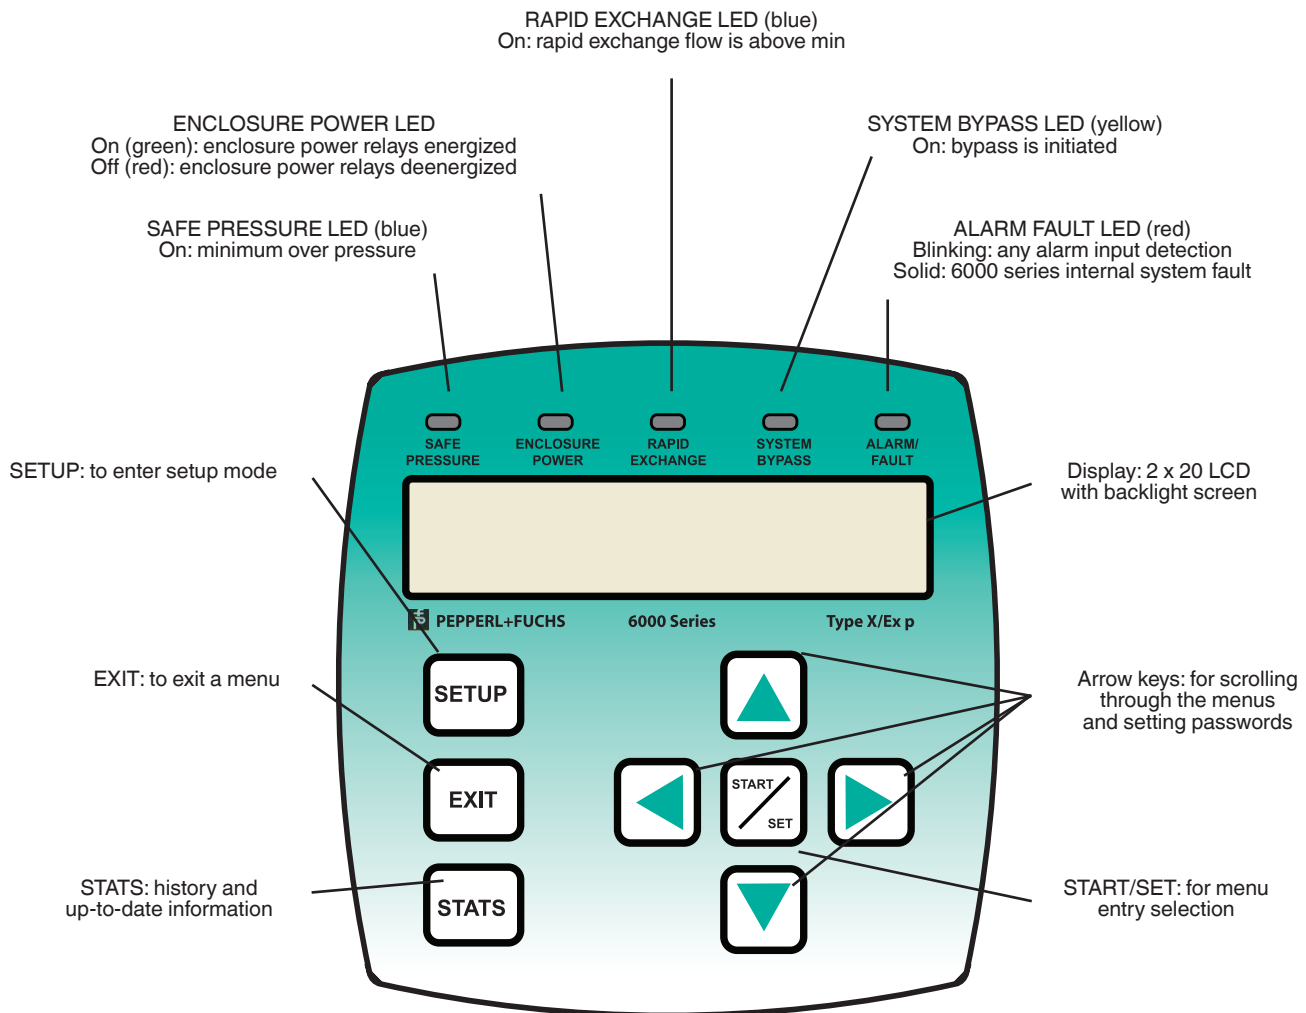 RAPID EXCHANGE LED (blue)
On: rapid exchange flow is above min
ENCLOSURE POWER LED
On (green): enclosure power relays energized
Off (red): enclosure power relays deenergized
SYSTEM BYPASS LED (yellow)
On: bypass is initiated
SAFE PRESSURE LED (blue)
On: minimum over pressure
ALARM FAULT LED (red)
Blinking: any alarm input detection
Solid: 6000 series internal system fault
SAFE
PRESSURE
ENCLOSURE
POWER
RAPID
EXCHANGE
SYSTEM
BYPASS
ALARM/
FAULT
SETUP: to enter setup mode
Display: 2 x 20 LCD
with backlight screen
PEPPERL+FUCHS
6000 Series
Type X/Ex p
EXIT: to exit a menu
SETUP
Arrow keys: for scrolling
through the menus
and setting passwords
EXIT
START
SET
STATS: history and
up-to-date information
STATS
START/SET: for menu
entry selection